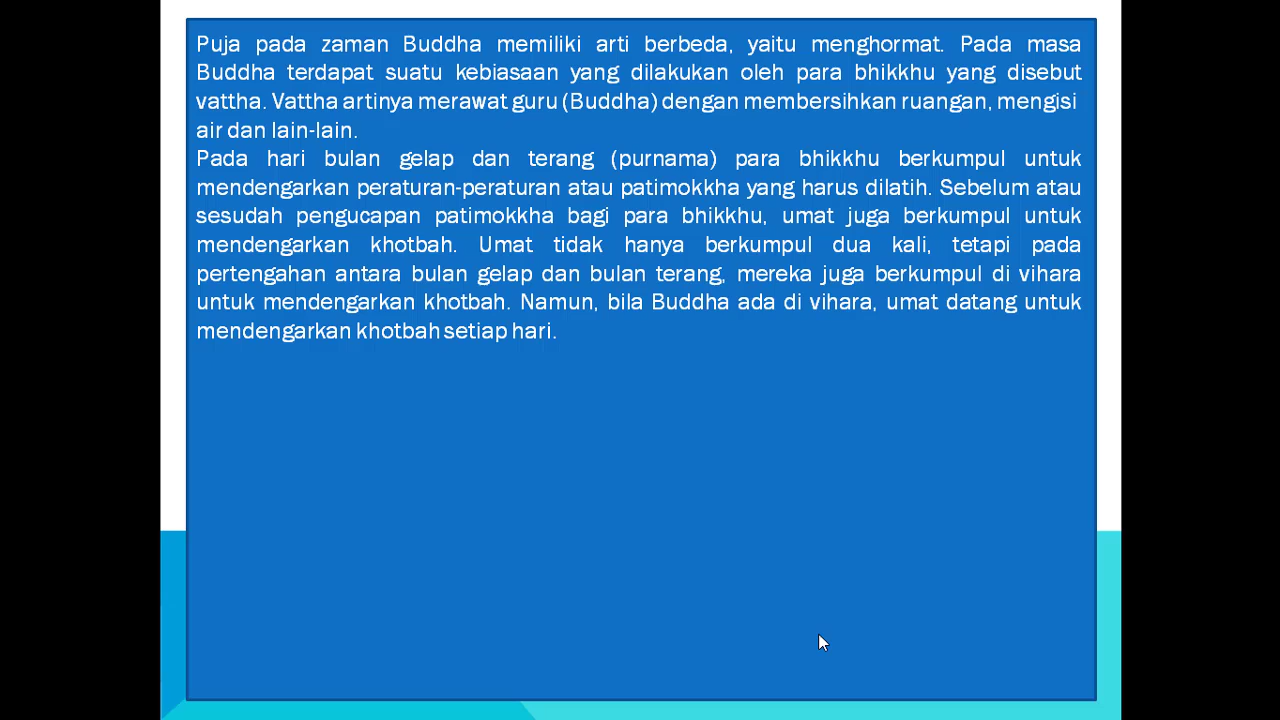 Puja pada zaman Buddha memiliki arti berbeda, yaitu menghormat. Pada masa
Buddha terdapat suatu kebiasaan yang dilakukan oleh para bhikkhu yang disebut
vattha. Vattha artinya merawat guru (Buddha) dengan membersihkan ruangan, mengisi
air dan lain-lain.
Pada hari bulan gelap dan terang (purnama) para bhikkhu berkumpul untuk
mendengarkan peraturan-peraturan atau patimokkha yang harus dilatih. Sebelum atau
sesudah pengucapan patimokkha bagi para bhikkhu, umat juga berkumpul untuk
mendengarkan khotbah. Umat tidak hanya berkumpul dua kali, tetapi pada
pertengahan antara bulan gelap dan bulan terang, mereka juga berkumpul di vihara
untuk mendengarkan khotbah. Namun, bila Buddha ada di vihara, umat datang untuk
mendengarkan khotbah setiap hari.